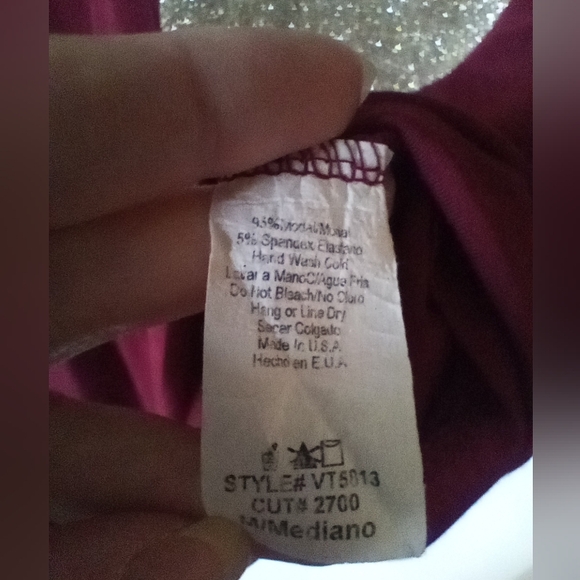 95% Modal/Modal
5% Spandex Elastano
Hand Wash Cold
Lavar a ManoC/Agua Fria
Do Not Bleach/No Cloro
Hang or Line Dry
Secar Colgado
Made In U.S.A
Hecho en E.U.A
STYLE# VT5013
CUT# 2700
M/Mediano